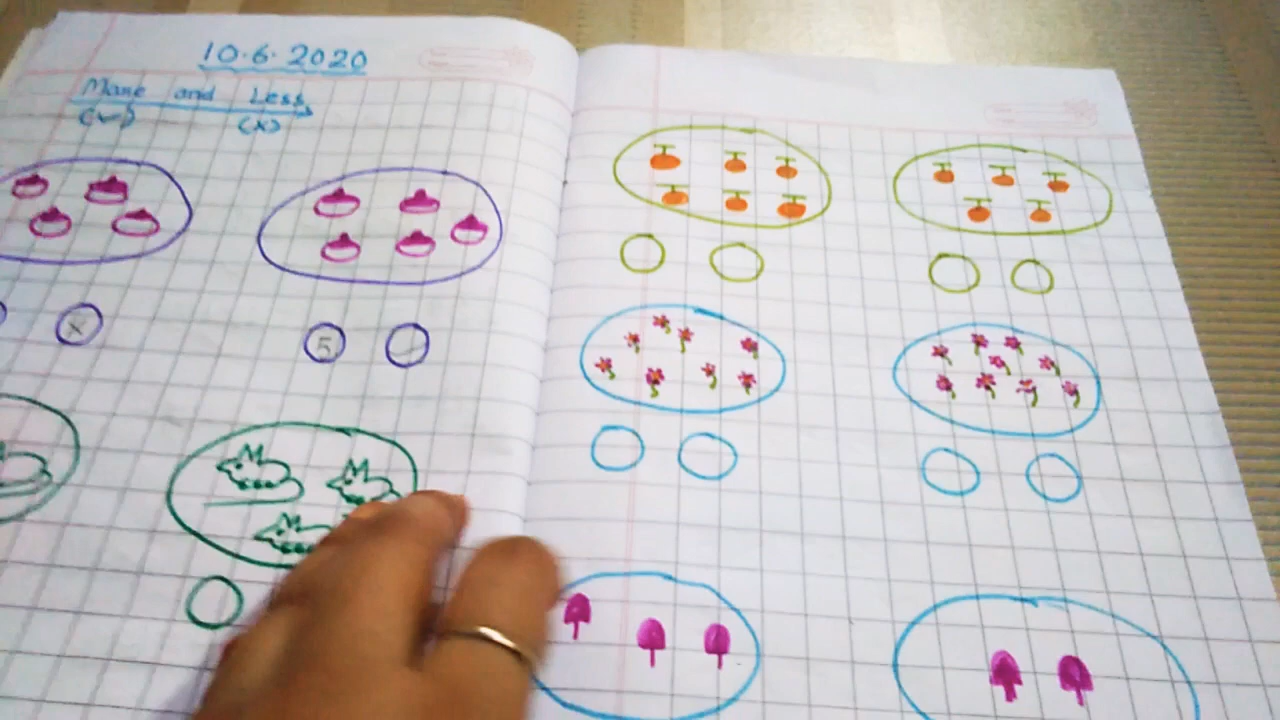 10.6.2020
More and Less
(✓) (×)
× 5 ✓